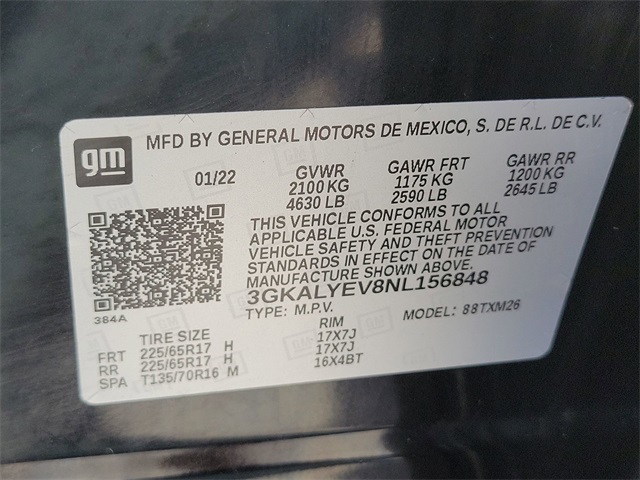 gm
MFD BY GENERAL MOTORS DE MEXICO, S. DE R.L. DE C.V.
01/22 GVWR GAWR FRT GAWR RR
2100 KG 1175 KG 1200 KG
4630 LB 2590 LB 2645 LB
THIS VEHICLE CONFORMS TO ALL
APPLICABLE U.S. FEDERAL MOTOR
VEHICLE SAFETY AND THEFT PREVENTION
STANDARDS IN EFFECT ON THE DATE OF
MANUFACTURE SHOWN ABOVE.
3GKALYEV8NL156848
384A
TYPE: M.P.V. MODEL: 88TXM26
TIRE SIZE RIM
FRT 225/65R17 H 17X7J
RR 225/65R17 H 17X7J
SPA T135/70R16 M 16X4BT